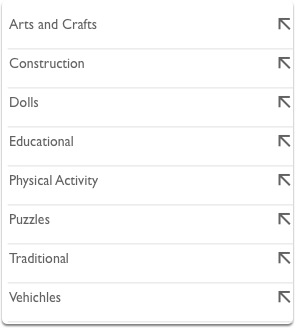 Arts and Crafts
Construction
Dolls
Educational
Physical Activity
Puzzles
Traditional
Vehichles